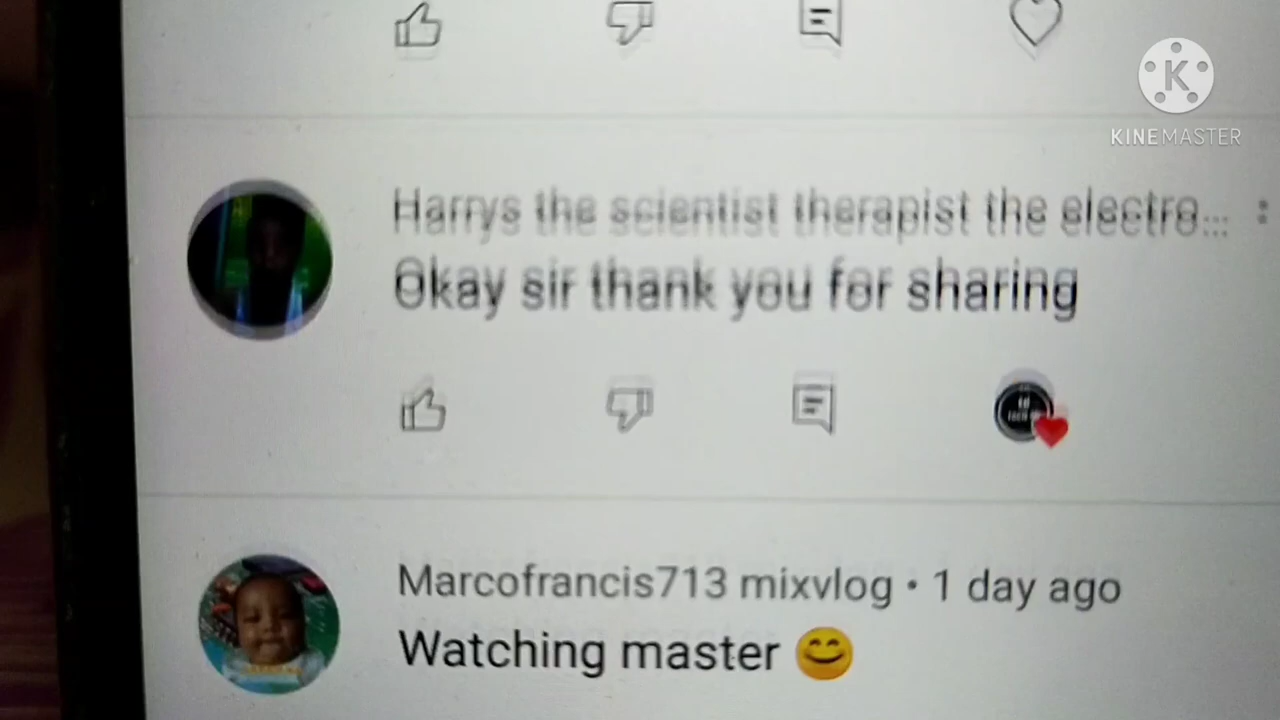 K
KINEMASTER
Harrys the scientist therapist the electro... :
Okay sir thank you for sharing
Marcofrancis713 mixvlog • 1 day ago
Watching master 😊